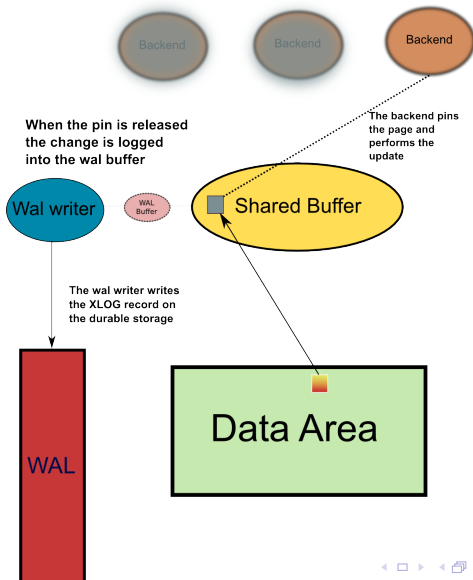 Backend
Backend
Backend
The backend pins
the page and
performs the
update
When the pin is released
the change is logged
into the wal buffer
Wal writer
WAL
Buffer
Shared Buffer
The wal writer writes
the XLOG record on
the durable storage
Data Area
WAL